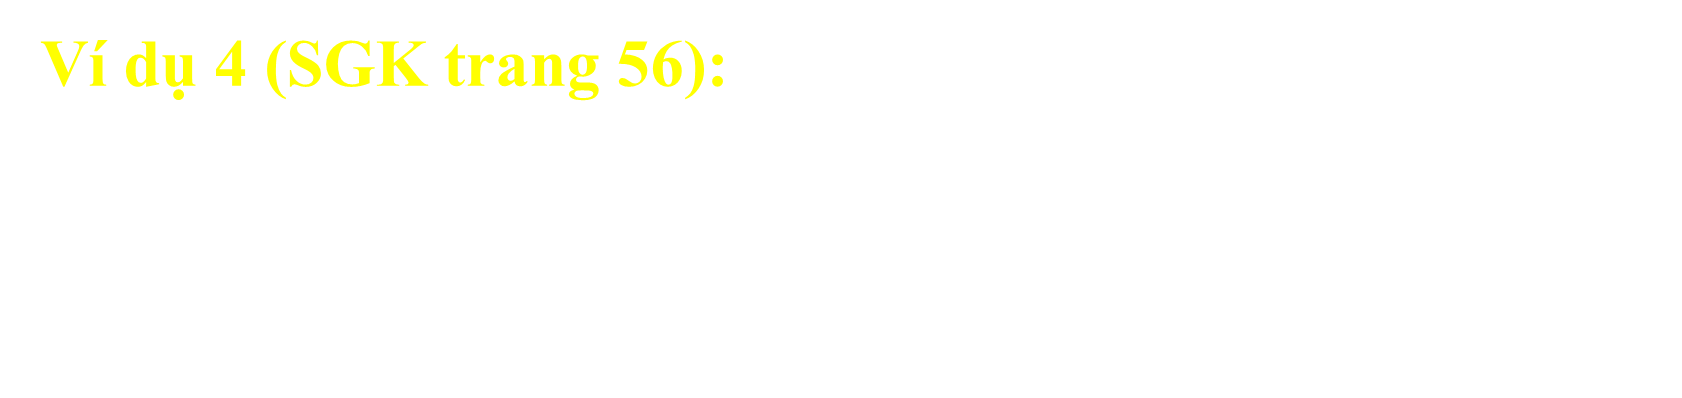 Ví dụ 4 (SGK trang 56):